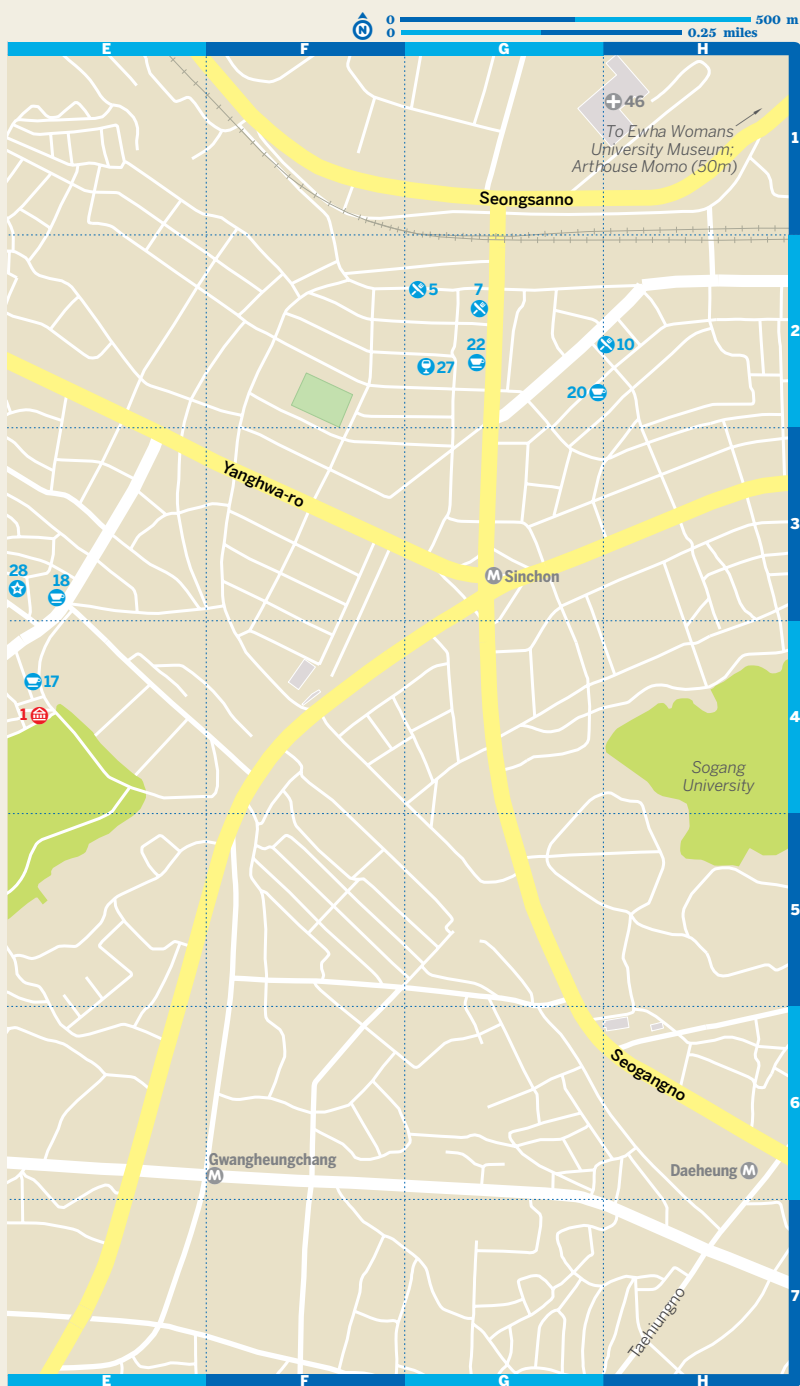 N
0
500 m
0
0.25 miles
E
F
G
H
46
To Ewha Womans
University Museum;
Arthouse Momo (50m)
1
Seongsanno
5
7
2
22
10
27
20
Yanghwa-ro
3
28
18
M Sinchon
17
1
4
Sogang
University
5
Seogangno
6
Gwangheungchang
M
Daeheung M
7
Taehiungno
E
F
G
H